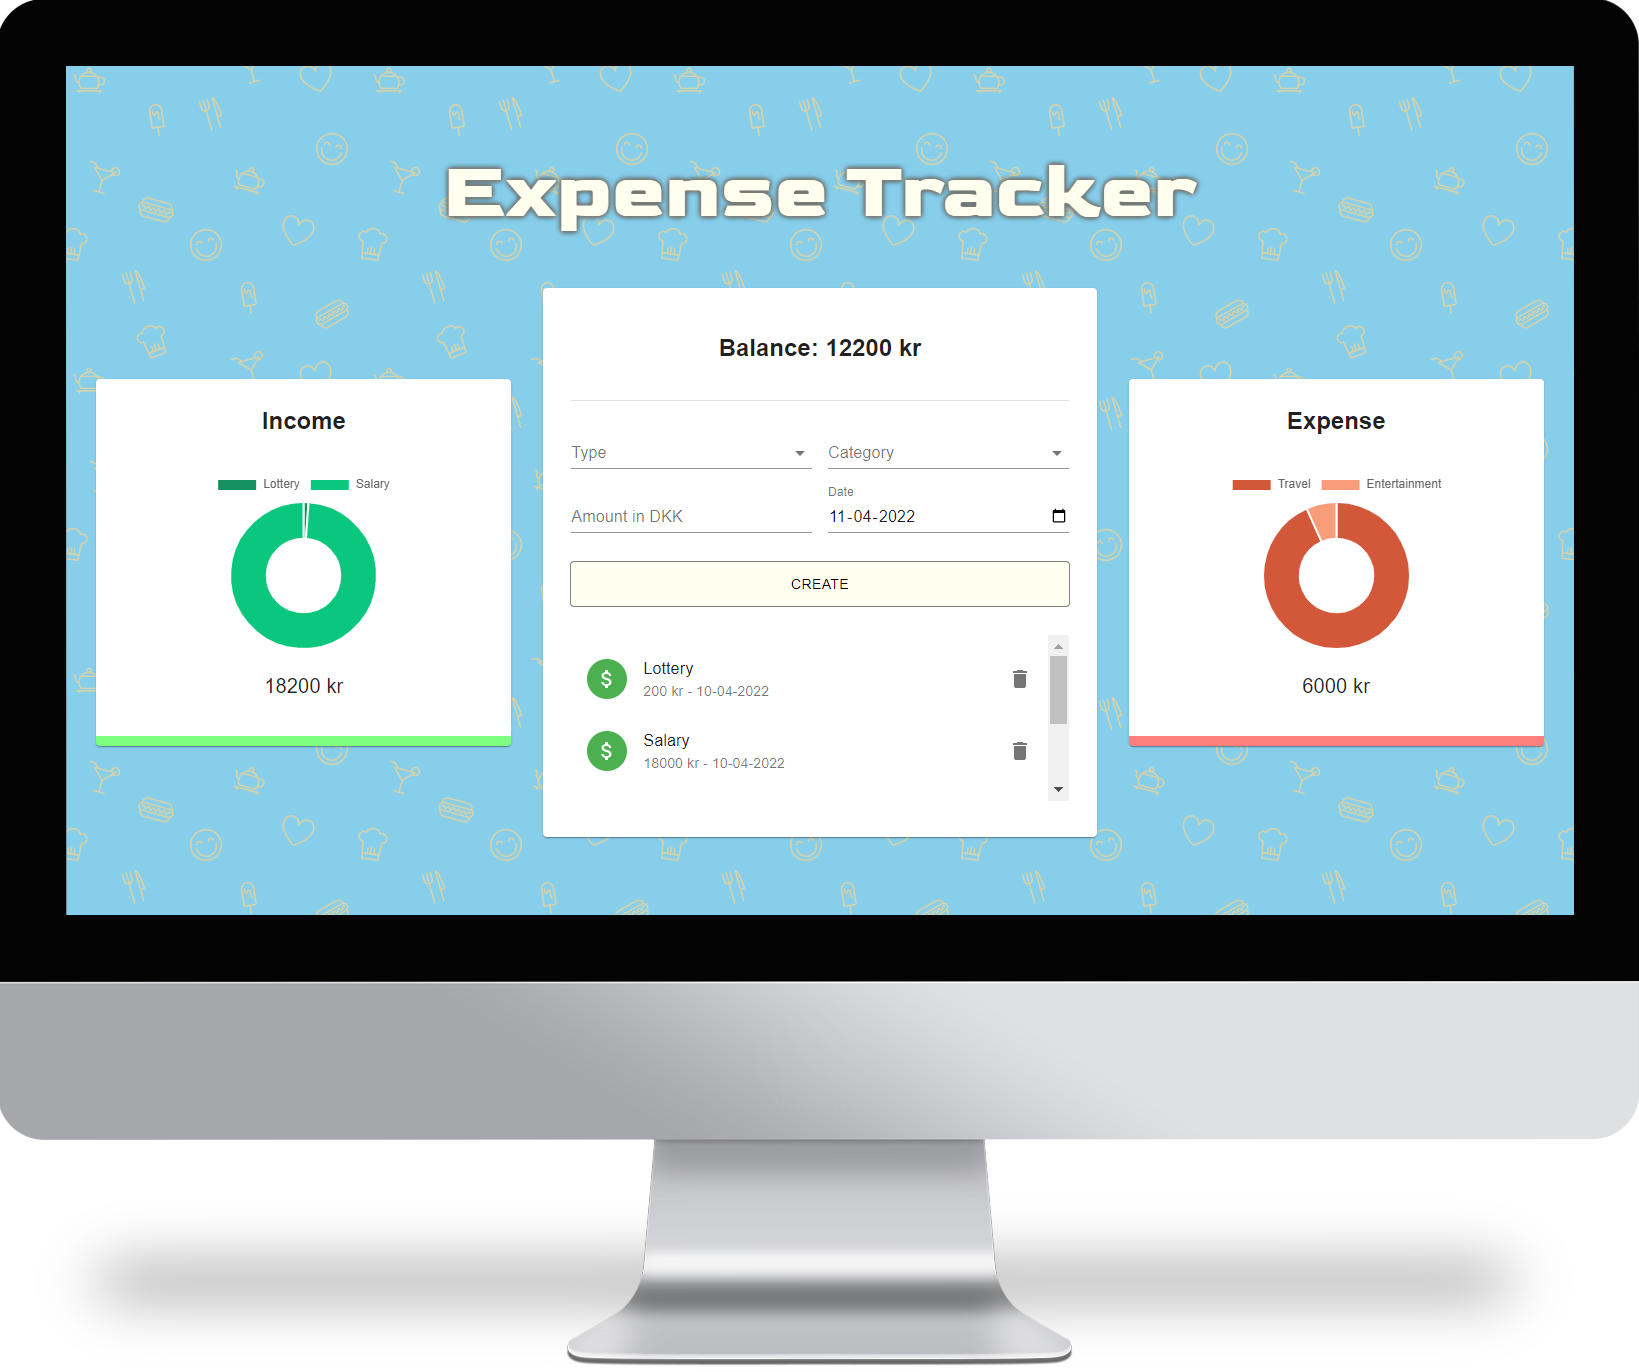 Expense Tracker
Balance: 12200 kr
Income
Lottery Salary
18200 kr
Type Category
Date
Amount in DKK 11-04-2022
CREATE
Lottery
200 kr - 10-04-2022
Salary
18000 kr - 10-04-2022
Expense
Travel Entertainment
6000 kr